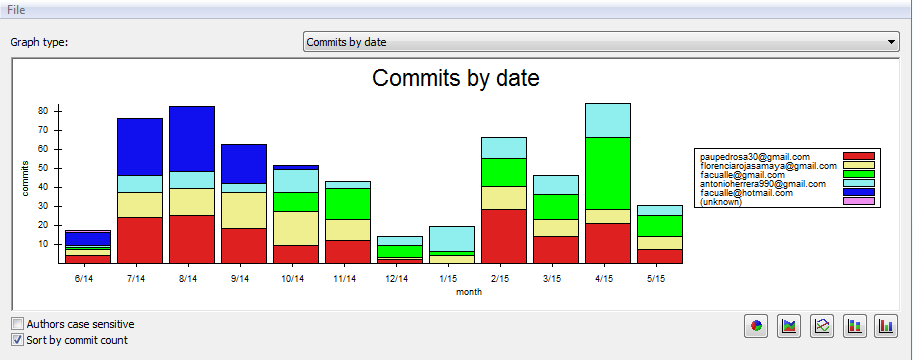 File
Graph type:
Commits by date
Commits by date
commits
80
70
60
50
40
30
20
10
6/14 7/14 8/14 9/14 10/14 11/14 12/14 1/15 2/15 3/15 4/15 5/15
month
paupedrosa30@gmail.com
florenciarojasamaya@gmail.com
facualle@gmail.com
antonioherrera990@gmail.com
facualle@hotmail.com
(unknown)
Authors case sensitive
Sort by commit count